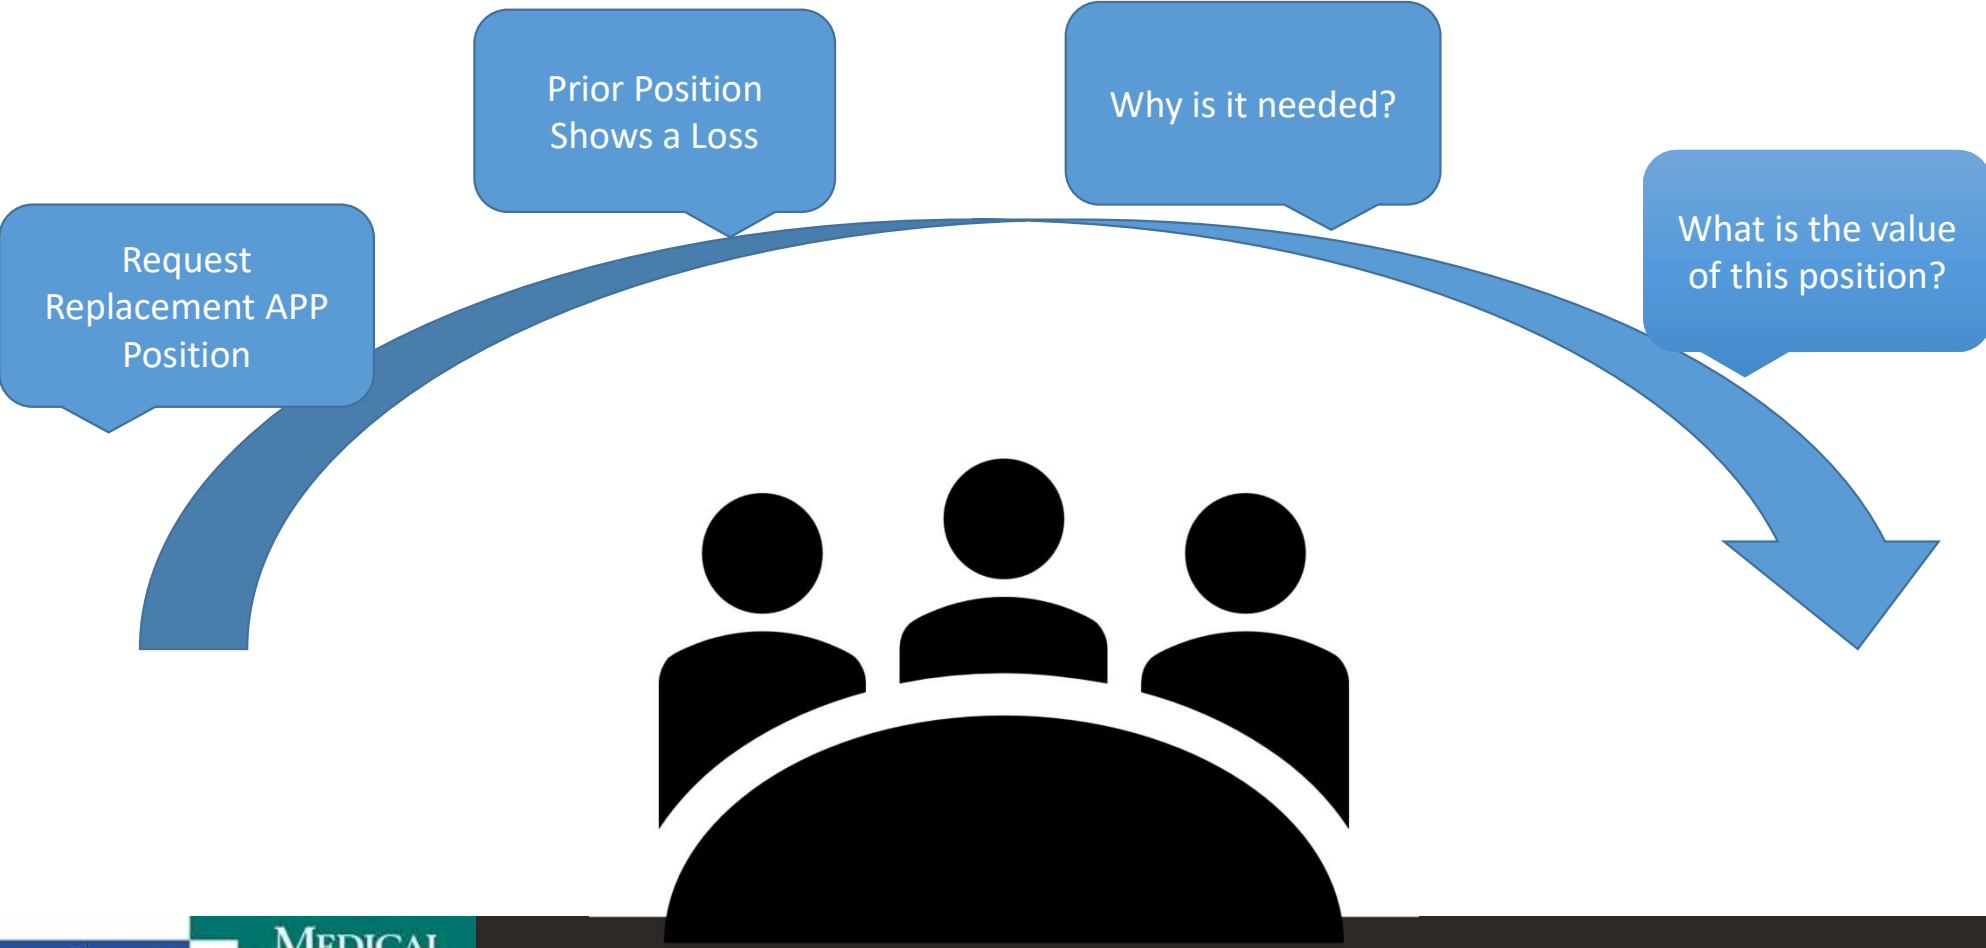 Request
Replacement APP
Position
Prior Position
Shows a Loss
Why is it needed?
What is the value
of this position?
MEDICAL